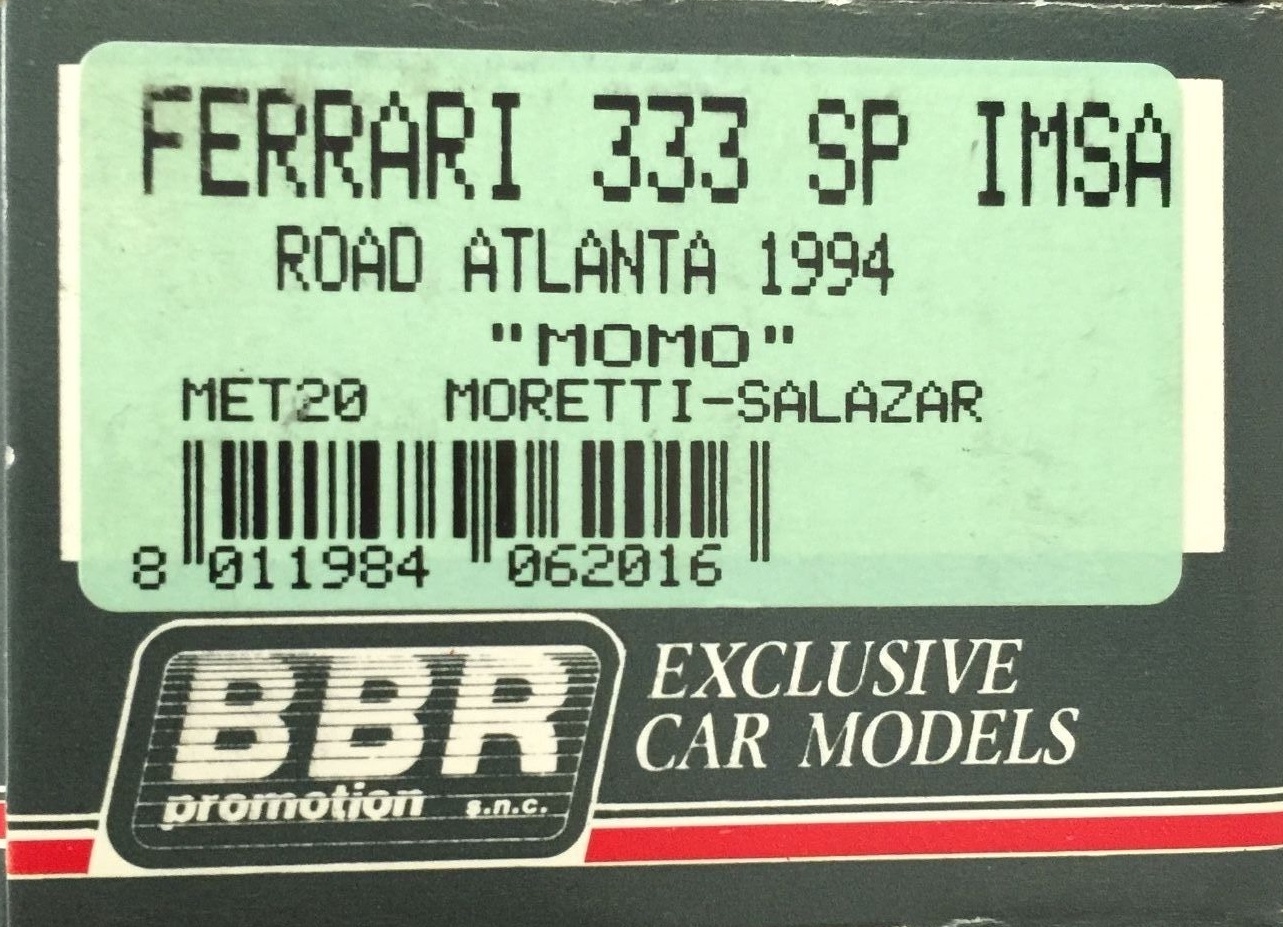 FERRARI 333 SP IMSA
ROAD ATLANTA 1994
"MOMO"
MET20 MORETTI-SALAZAR
8 011984 062016
BBR
promotion s.n.c.
EXCLUSIVE
CAR MODELS